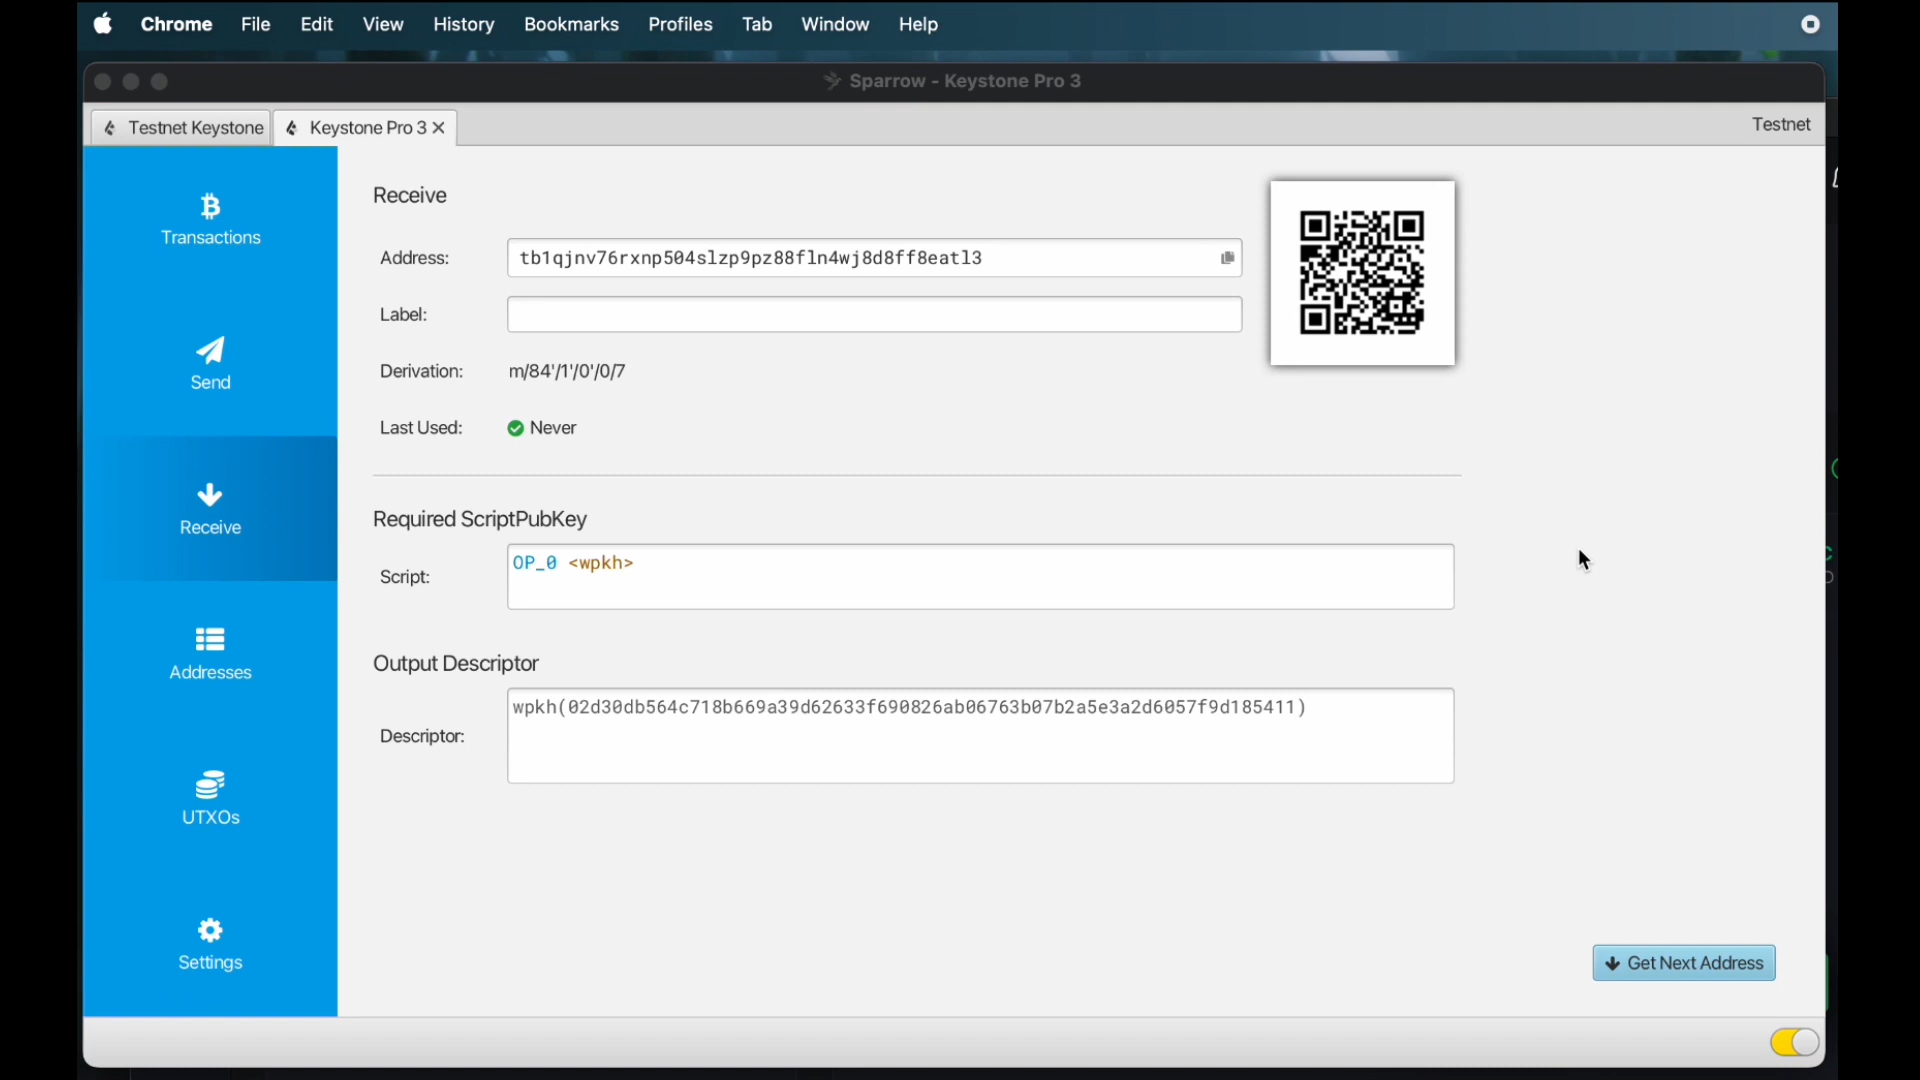 Chrome File Edit View History Bookmarks Profiles Tab Window Help
Sparrow - Keystone Pro 3
Testnet Keystone
Keystone Pro 3
Testnet
Transactions
Send
Receive
Addresses
UTXOs
Settings
Receive
Address: tb1qjnv76rxnp504slzp9pz88fln4wj8d8ff8eatl3
Label:
Derivation: m/84'/1'/0'/0/7
Last Used: Never
Required ScriptPubKey
Script: OP_0 <wpkh>
Output Descriptor
Descriptor: wpkh(02d30db564c718b669a39d62633f690826ab06763b07b2a5e3a2d6057f9d185411)
Get Next Address